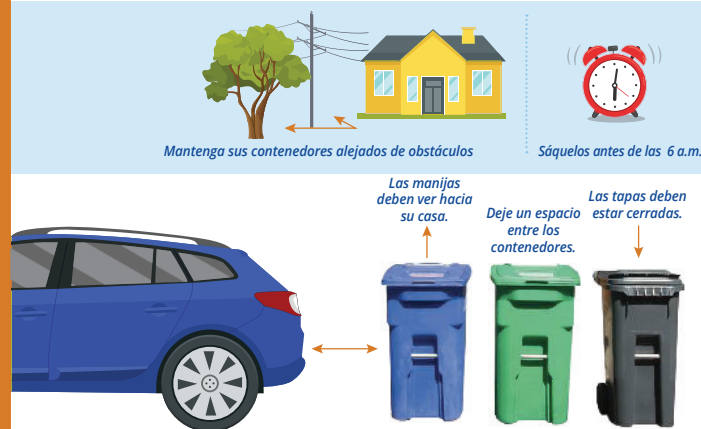 Mantenga sus contenedores alejados de obstáculos
Sáquelos antes de las 6 a.m.
Las manijas
deben ver hacia
su casa.
Deje un espacio
entre los
contenedores.
Las tapas deben
estar cerradas.